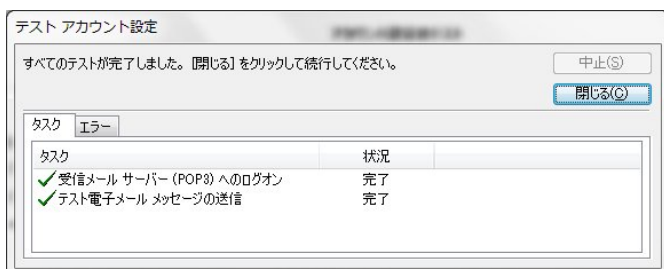 テスト アカウント設定
すべてのテストが完了しました。[閉じる] をクリックして続行してください。
中止(S)
閉じる(C)
タスク エラー
タスク 状況
受信メール サーバー (POP3) へのログオン 完了
テスト電子メール メッセージの送信 完了